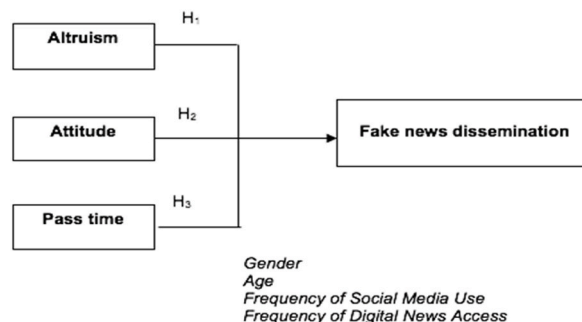 Altruism
H₁
Attitude
H₂
Fake news dissemination
Pass time
H₃
Gender
Age
Frequency of Social Media Use
Frequency of Digital News Access